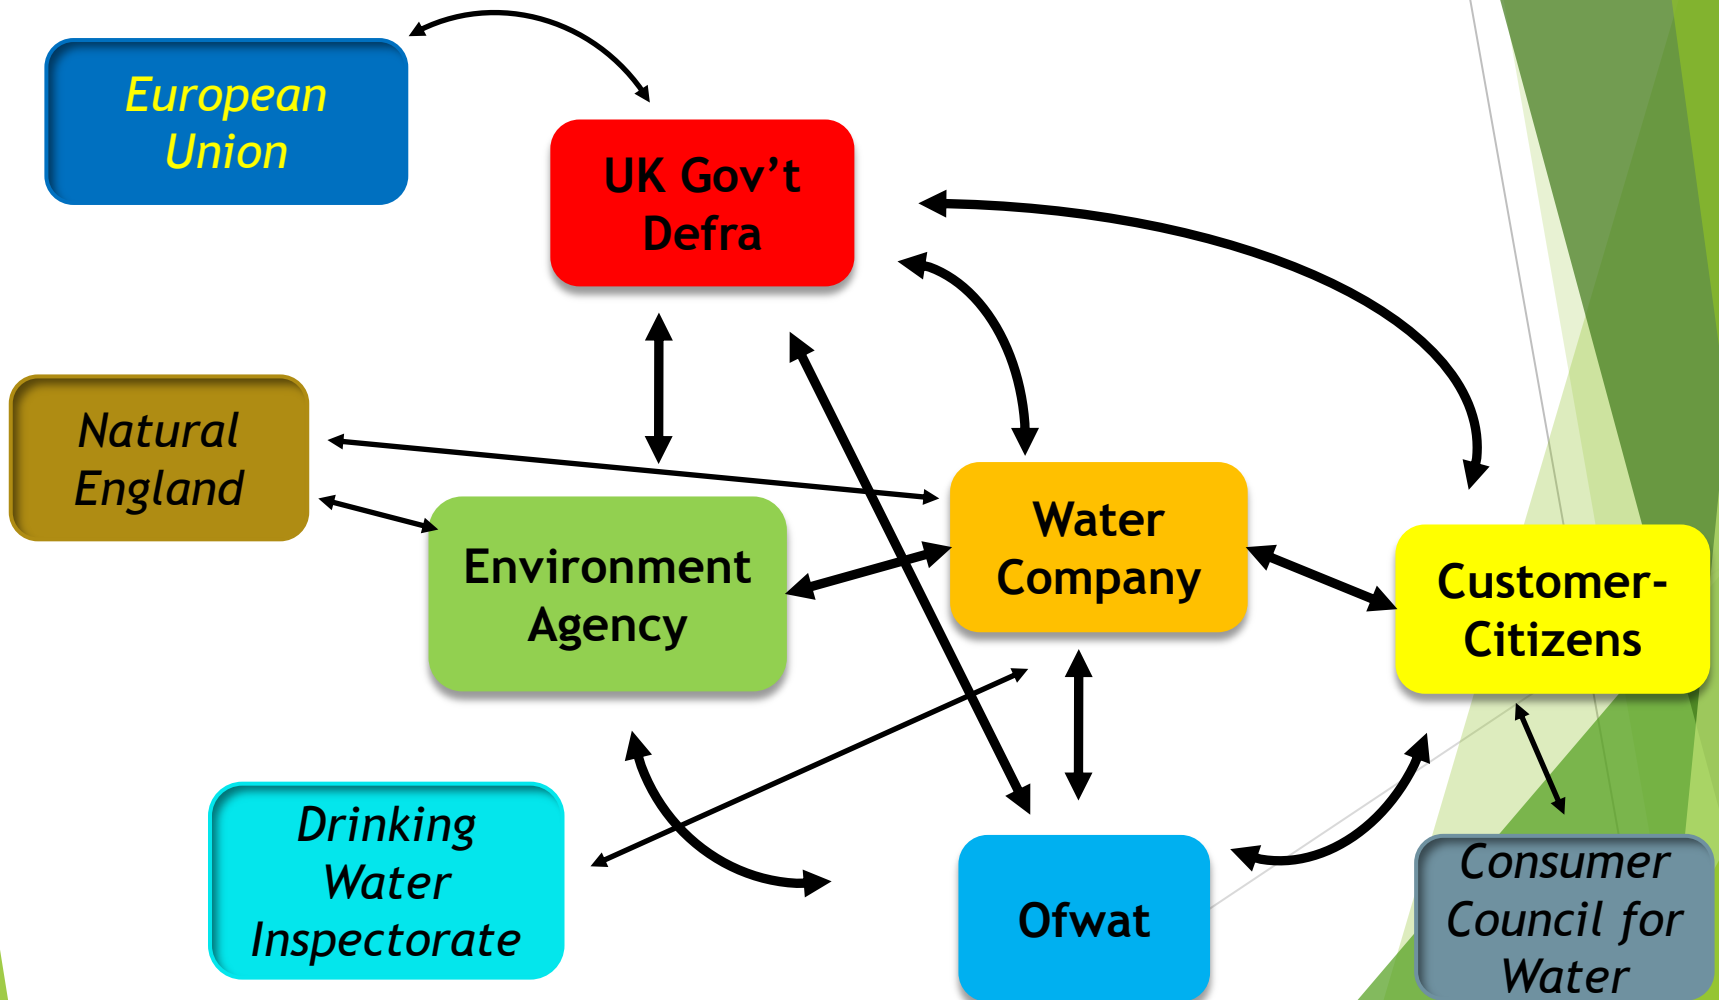 European
Union
UK Gov’t
Defra
Natural
England
Environment
Agency
Water
Company
Customer-
Citizens
Drinking
Water
Inspectorate
Ofwat
Consumer
Council for
Water